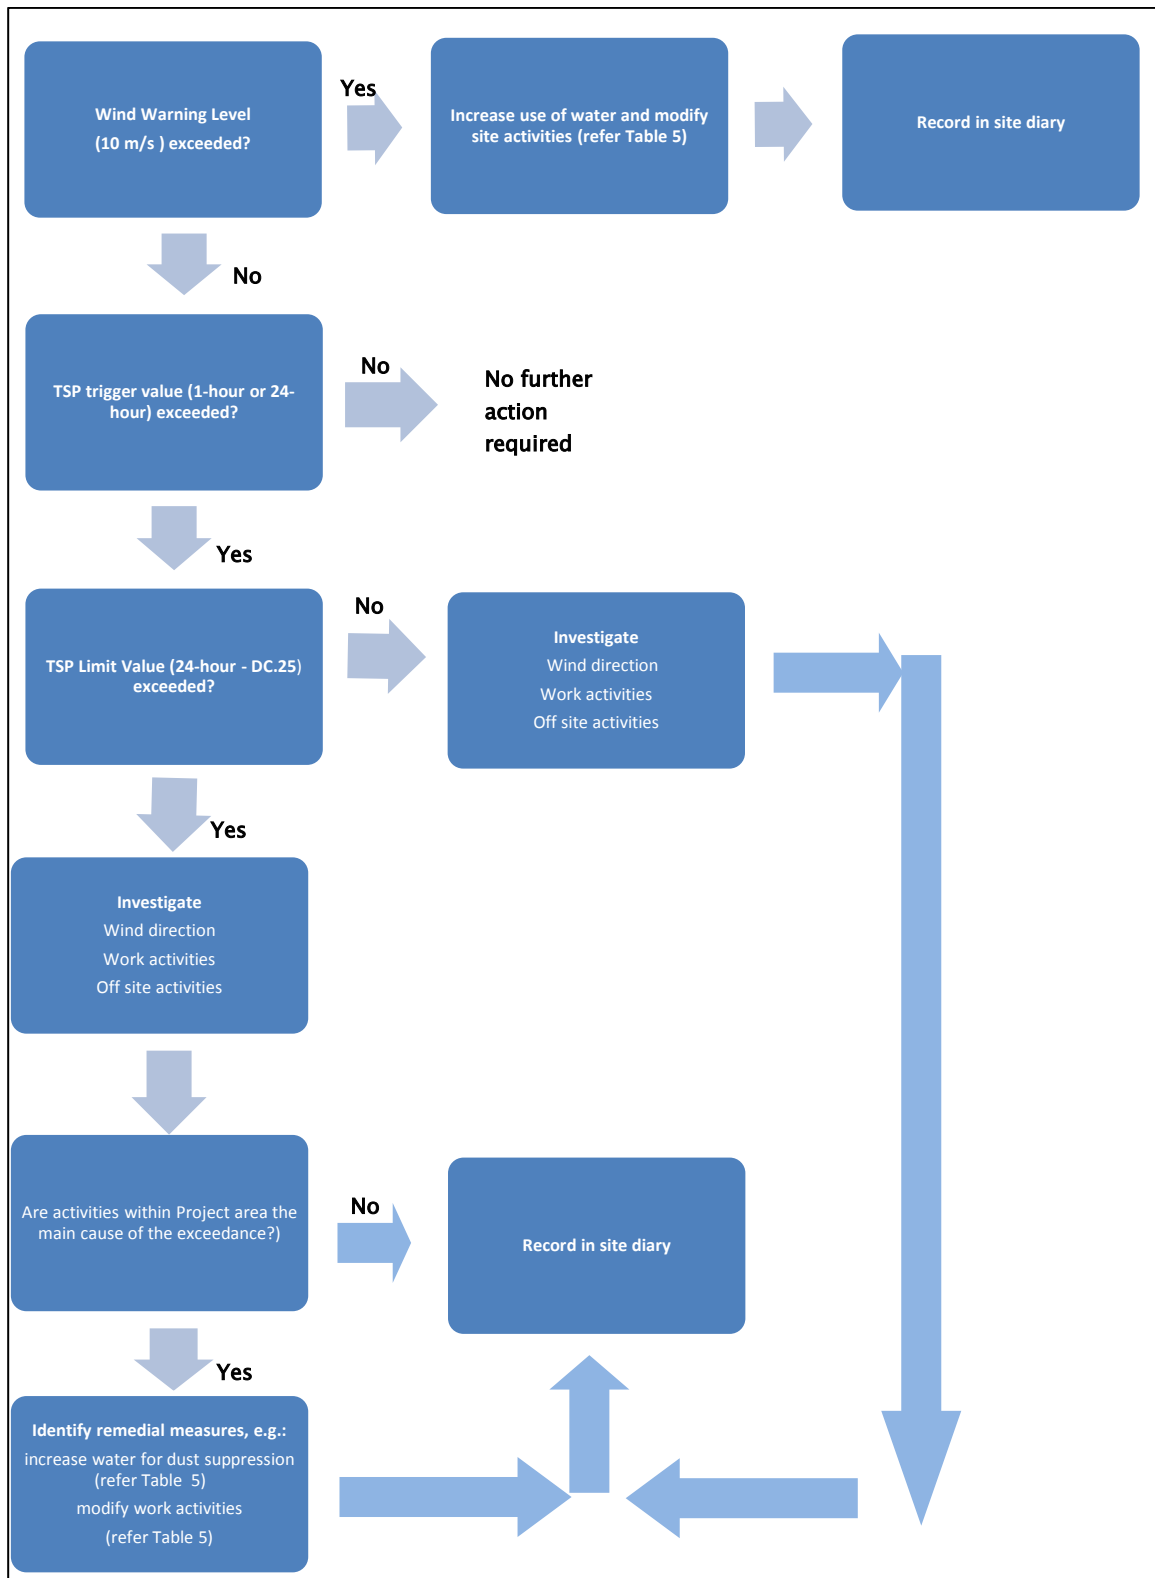 Wind Warning Level
(10 m/s ) exceeded?
Yes
Increase use of water and modify
site activities (refer Table 5)
Record in site diary
No
TSP trigger value (1-hour or 24-
hour) exceeded?
No
No further
action
required
Yes
TSP Limit Value (24-hour - DC.25)
exceeded?
No
Investigate
Wind direction
Work activities
Off site activities
Yes
Investigate
Wind direction
Work activities
Off site activities
Are activities within Project area the
main cause of the exceedance?)
No
Record in site diary
Yes
Identify remedial measures, e.g.:
increase water for dust suppression
(refer Table  5)
modify work activities
(refer Table 5)